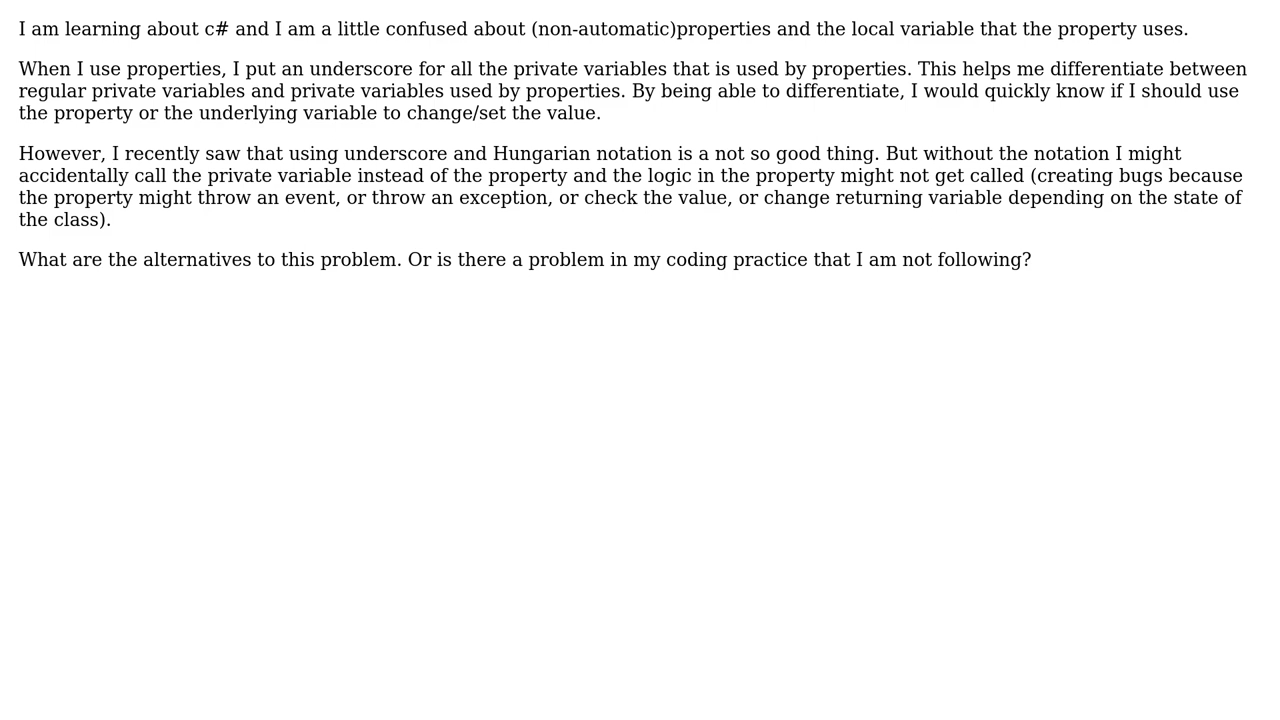 I am learning about c# and I am a little confused about (non-automatic)properties and the local variable that the property uses.
When I use properties, I put an underscore for all the private variables that is used by properties. This helps me differentiate between
regular private variables and private variables used by properties. By being able to differentiate, I would quickly know if I should use
the property or the underlying variable to change/set the value.
However, I recently saw that using underscore and Hungarian notation is a not so good thing. But without the notation I might
accidentally call the private variable instead of the property and the logic in the property might not get called (creating bugs because
the property might throw an event, or throw an exception, or check the value, or change returning variable depending on the state of
the class).
What are the alternatives to this problem. Or is there a problem in my coding practice that I am not following?